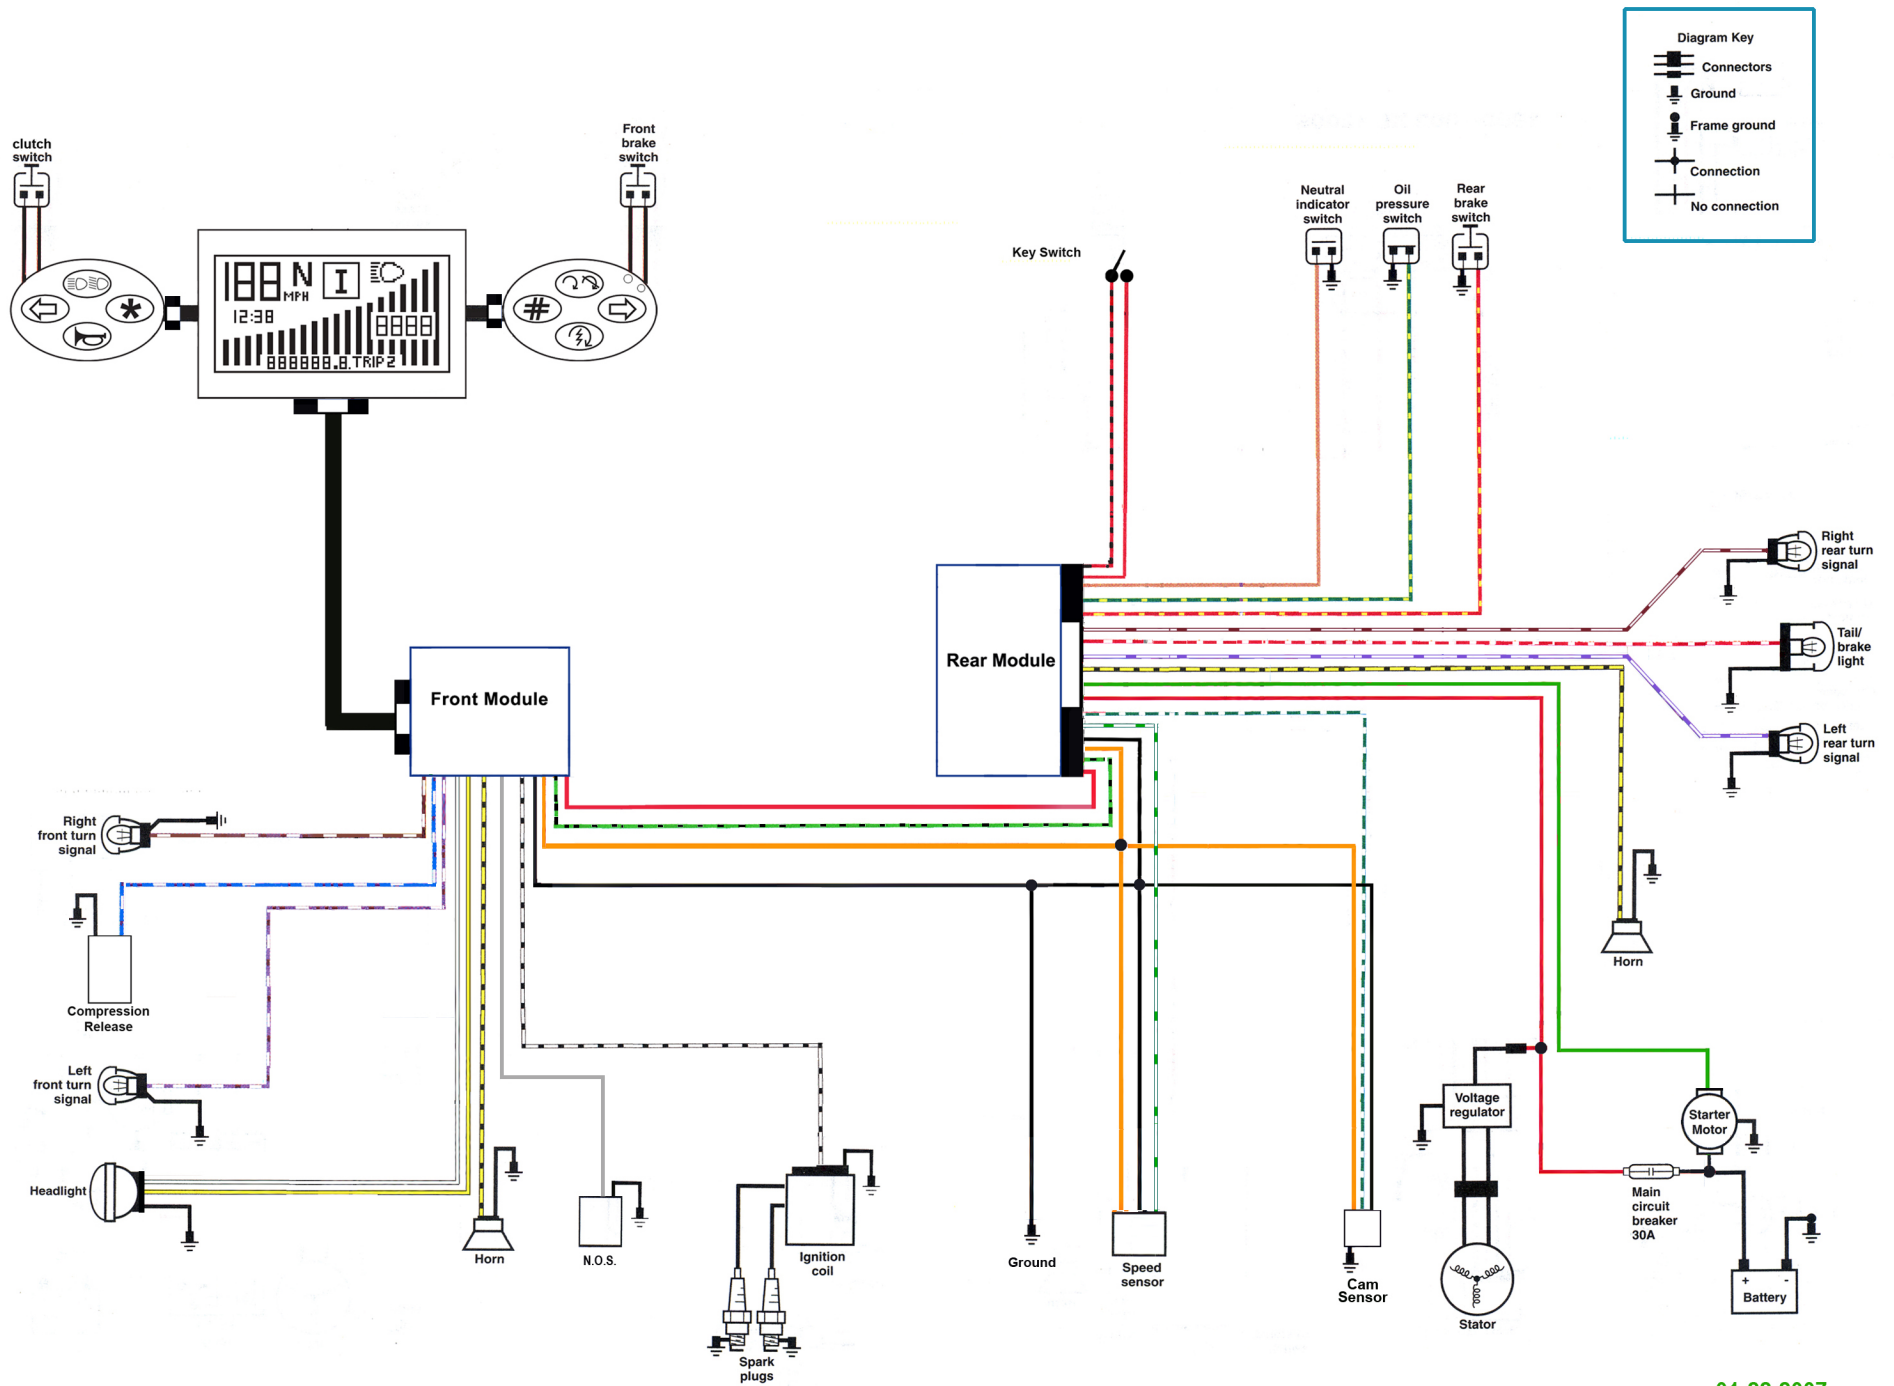 Diagram Key
Connectors
Ground
Frame ground
Connection
No connection
clutch
switch
Front
brake
switch
188 N I
MPH
12:38
8888
888888.8.TRIP2
*
#
Key Switch
Neutral
indicator
switch
Oil
pressure
switch
Rear
brake
switch
Right
rear turn
signal
Tail/
brake
light
Left
rear turn
signal
Rear Module
Front Module
Right
front turn
signal
Compression
Release
Left
front turn
signal
Headlight
Horn
N.O.S.
Ignition
coil
Spark
plugs
Ground
Speed
sensor
Cam
Sensor
Horn
Voltage
regulator
Stator
Starter
Motor
Main
circuit
breaker
30A
+ -
Battery